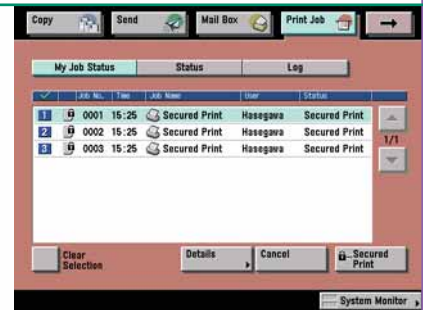 Copy Send Mail Box Print Job
My Job Status Status Log
Job No. Time Job Name User Status
1 0001 15:25 Secured Print Hasegawa Secured Print
2 0002 15:25 Secured Print Hasegawa Secured Print
3 0003 15:25 Secured Print Hasegawa Secured Print
1/1
Clear Selection Details Cancel Secured Print
System Monitor